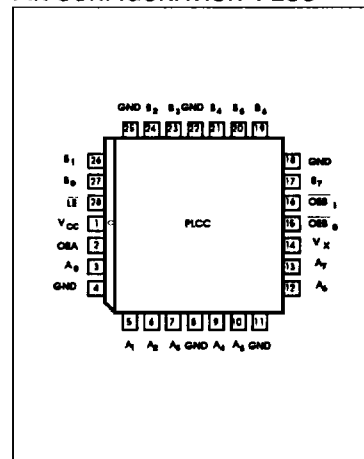 GND B2 B3 GND B4 B5 B6
25 24 23 22 21 20 19
B1 26
B0 27
LE 28
VCC 1
OEA 2
A0 3
GND 4
PLCC
18 GND
17 B7
16 OEB1
15 OEB0
14 VX
13 A7
12 A6
5 6 7 8 9 10 11
A1 A2 A3 GND A4 A5 GND